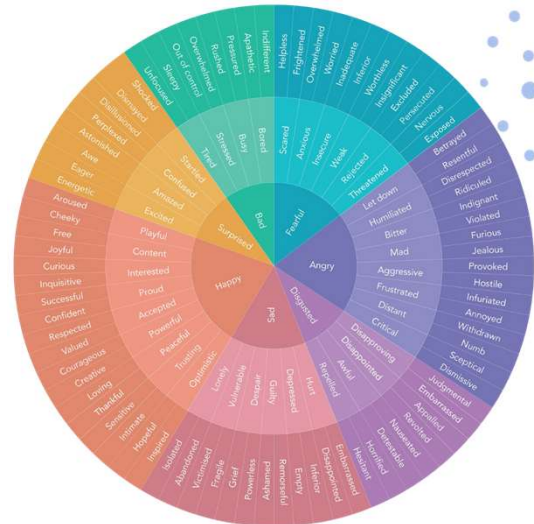 Bad
Fearful
Angry
Disgusted
Sad
Happy
Surprised
Bored
Busy
Stressed
Tired
Scared
Anxious
Insecure
Weak
Rejected
Threatened
Let down
Humiliated
Bitter
Mad
Aggressive
Frustrated
Distant
Critical
Disapproving
Disappointed
Awful
Repelled
Hurt
Depressed
Guilty
Despair
Vulnerable
Lonely
Optimistic
Trusting
Peaceful
Powerful
Accepted
Proud
Interested
Content
Playful
Excited
Amazed
Confused
Startled
Indifferent
Apathetic
Pressured
Rushed
Overwhelmed
Out of control
Sleepy
Unfocused
Helpless
Frightened
Overwhelmed
Worried
Inadequate
Inferior
Worthless
Insignificant
Excluded
Persecuted
Nervous
Exposed
Betrayed
Resentful
Disrespected
Ridiculed
Indignant
Violated
Furious
Jealous
Provoked
Hostile
Infuriated
Annoyed
Withdrawn
Numb
Sceptical
Dismissive
Judgmental
Embarrassed
Appalled
Revolted
Nauseated
Detestable
Horrified
Hesitant
Embarrassed
Disappointed
Inferior
Empty
Remorseful
Ashamed
Powerless
Grief
Fragile
Victimised
Abandoned
Isolated
Inspired
Hopeful
Intimate
Sensitive
Thankful
Loving
Creative
Courageous
Valued
Respected
Confident
Successful
Inquisitive
Curious
Joyful
Free
Cheeky
Aroused
Energetic
Eager
Awe
Astonished
Perplexed
Disillusioned
Dismayed
Shocked